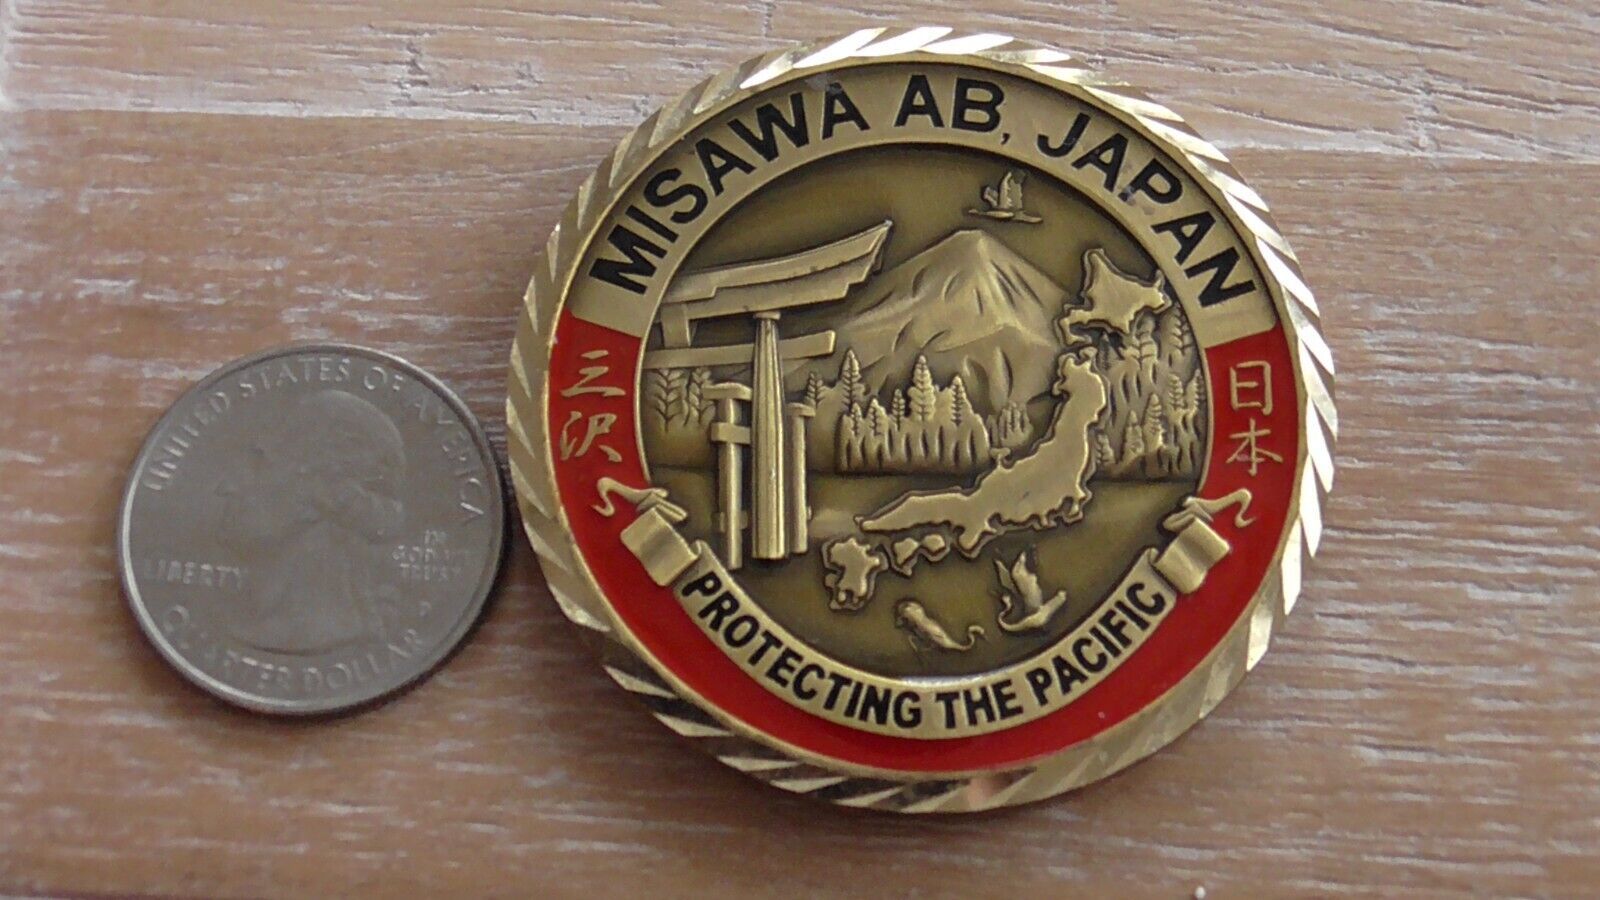 UNITED STATES OF AMERICA
LIBERTY
IN
GOD WE
TRUST
D
QUARTER DOLLAR
MISAWA AB, JAPAN
三沢
日本
PROTECTING THE PACIFIC